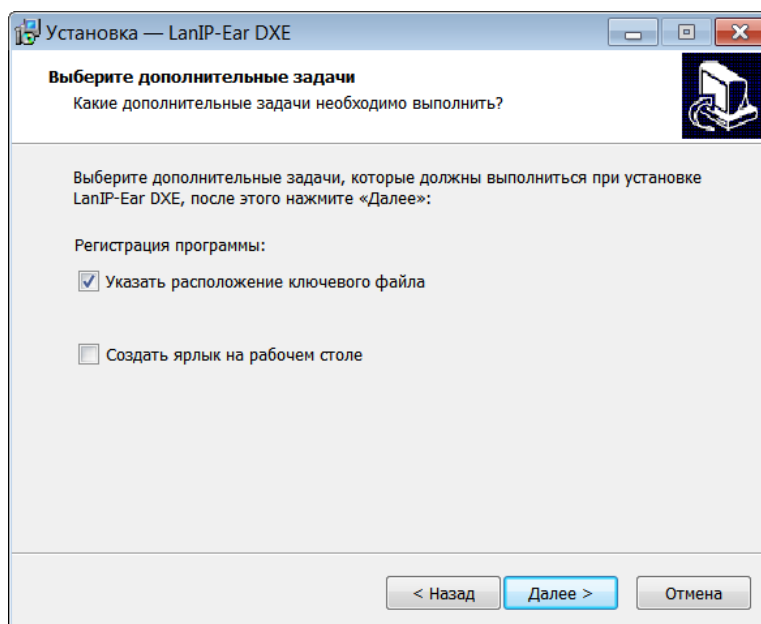 Установка — LanIP-Ear DXE
Выберите дополнительные задачи
Какие дополнительные задачи необходимо выполнить?
Выберите дополнительные задачи, которые должны выполниться при установке
LanIP-Ear DXE, после этого нажмите «Далее»:
Регистрация программы:
Указать расположение ключевого файла
Создать ярлык на рабочем столе
< Назад
Далее >
Отмена